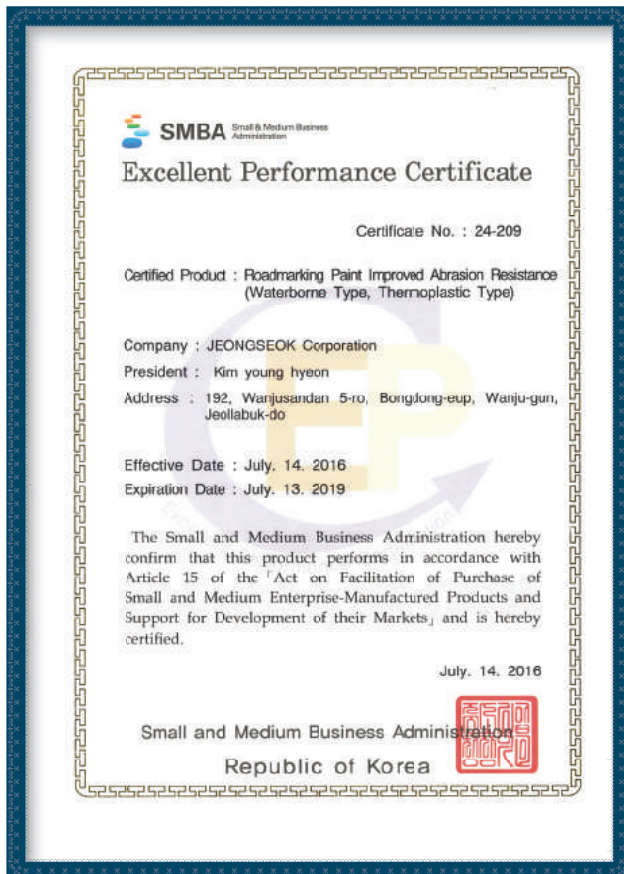 SMBA Small & Medium Business
Administration
Excellent Performance Certificate
Certificate No. : 24-209
Certified Product : Roadmarking Paint Improved Abrasion Resistance
(Waterborne Type, Thermoplastic Type)
Company : JEONGSEOK Corporation
President : Kim young hyeon
Address : 192, Wanjusandan 5-ro, Bongdong-eup, Wanju-gun,
Jeollabuk-do
Effective Date : July. 14. 2016
Expiration Date : July. 13. 2019
The Small and Medium Business Administration hereby
confirm that this product performs in accordance with
Article 15 of the「Act on Facilitation of Purchase of
Small and Medium Enterprise-Manufactured Products and
Support for Development of their Markets」and is hereby
certified.
July. 14. 2016
Small and Medium Business Administration
Republic of Korea
EP